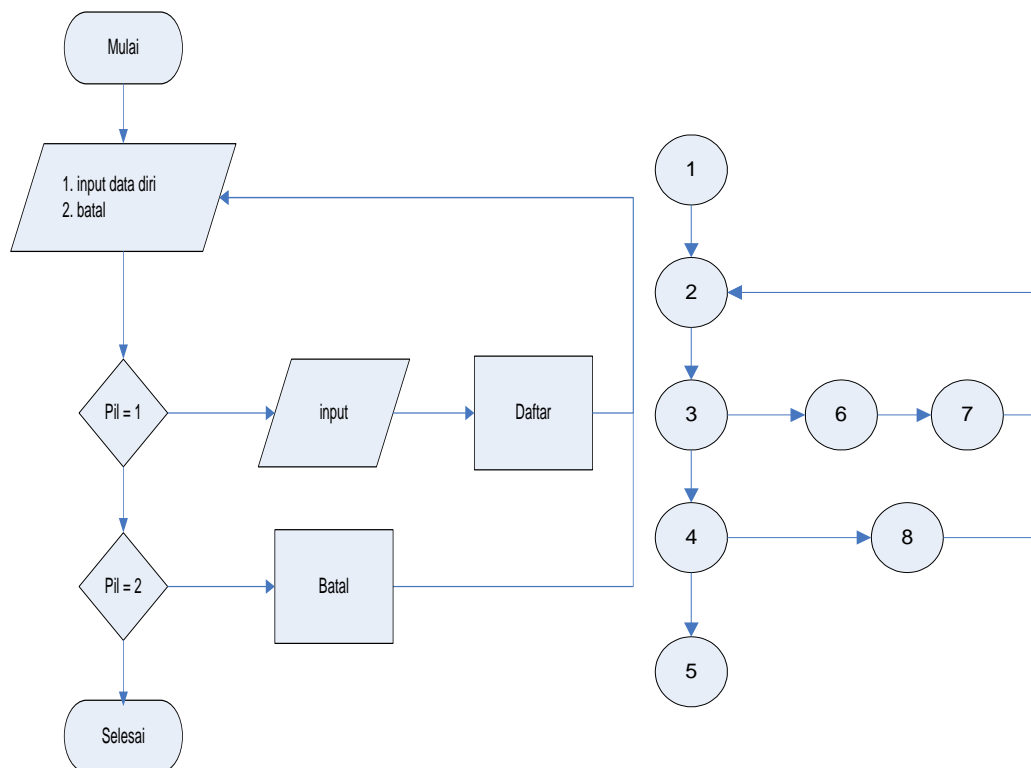 Mulai
1. input data diri
2. batal
Pil = 1
input
Daftar
Pil = 2
Batal
Selesai
1
2
3
6
7
4
8
5